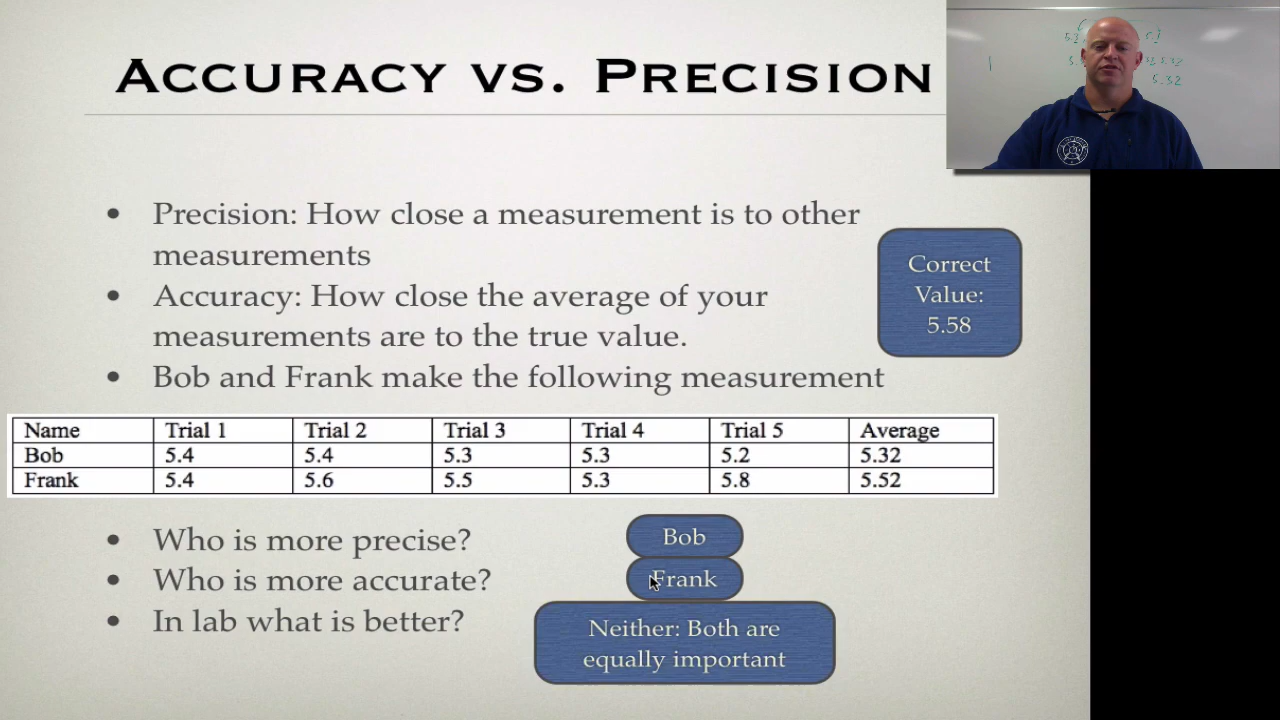 ACCURACY VS. PRECISION
• Precision: How close a measurement is to other
measurements
• Accuracy: How close the average of your
measurements are to the true value.
• Bob and Frank make the following measurement
Correct
Value:
5.58
Name Trial 1 Trial 2 Trial 3 Trial 4 Trial 5 Average
Bob 5.4 5.4 5.3 5.3 5.2 5.32
Frank 5.4 5.6 5.5 5.3 5.8 5.52
• Who is more precise?
Bob
• Who is more accurate?
Frank
• In lab what is better?
Neither: Both are
equally important
5.32